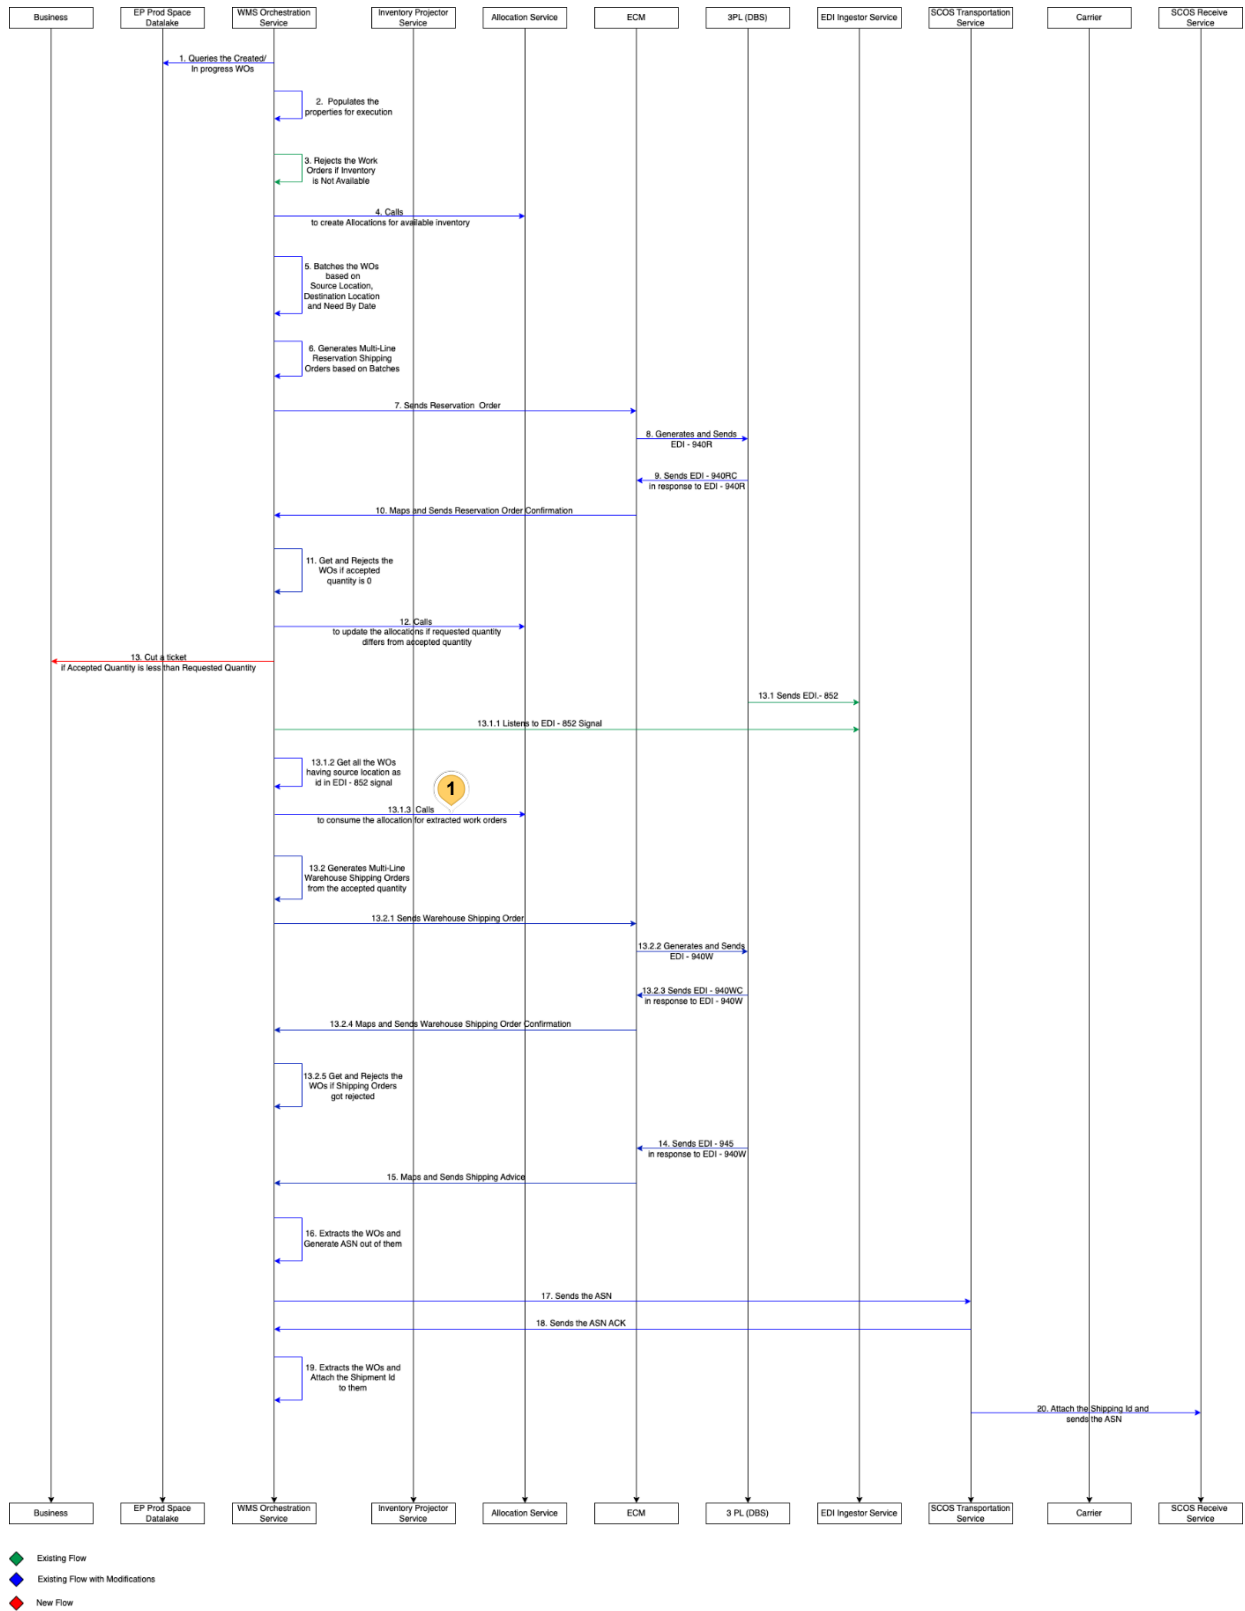 Business
EP Prod Space
Datalake
WMS Orchestration
Service
Inventory Projector
Service
Allocation Service
ECM
3PL (DBS)
EDI Ingestor Service
SCOS Transportation
Service
Carrier
SCOS Receive
Service
1. Queries the Created/
In progress WOs
2. Populates the
properties for execution
3. Rejects the Work
Orders if Inventory
is Not Available
4. Calls
to create Allocations for available inventory
5. Batches the WOs
based on
Source Location,
Destination Location
and Need By Date
6. Generates Multi-Line
Reservation Shipping
Orders based on Batches
7. Sends Reservation Order
8. Generates and Sends
EDI - 940R
9. Sends EDI - 940RC
in response to EDI - 940R
10. Maps and Sends Reservation Order Confirmation
11. Get and Rejects the
WOs if accepted
quantity is 0
12. Calls
to update the allocations if requested quantity
differs from accepted quantity
13. Cut a ticket
if Accepted Quantity is less than Requested Quantity
13.1 Sends EDI.- 852
13.1.1 Listens to EDI - 852 Signal
13.1.2 Get all the WOs
having source location as
id in EDI - 852 signal
1
13.1.3 Calls
to consume the allocation for extracted work orders
13.2 Generates Multi-Line
Warehouse Shipping Orders
from the accepted quantity
13.2.1 Sends Warehouse Shipping Order
13.2.2 Generates and Sends
EDI - 940W
13.2.3 Sends EDI - 940WC
in response to EDI - 940W
13.2.4 Maps and Sends Warehouse Shipping Order Confirmation
13.2.5 Get and Rejects the
WOs if Shipping Orders
got rejected
14. Sends EDI - 945
in response to EDI - 940W
15. Maps and Sends Shipping Advice
16. Extracts the WOs and
Generate ASN out of them
17. Sends the ASN
18. Sends the ASN ACK
19. Extracts the WOs and
Attach the Shipment Id
to them
20. Attach the Shipping Id and
sends the ASN
Business
EP Prod Space
Datalake
WMS Orchestration
Service
Inventory Projector
Service
Allocation Service
ECM
3 PL (DBS)
EDI Ingestor Service
SCOS Transportation
Service
Carrier
SCOS Receive
Service
Existing Flow
Existing Flow with Modifications
New Flow